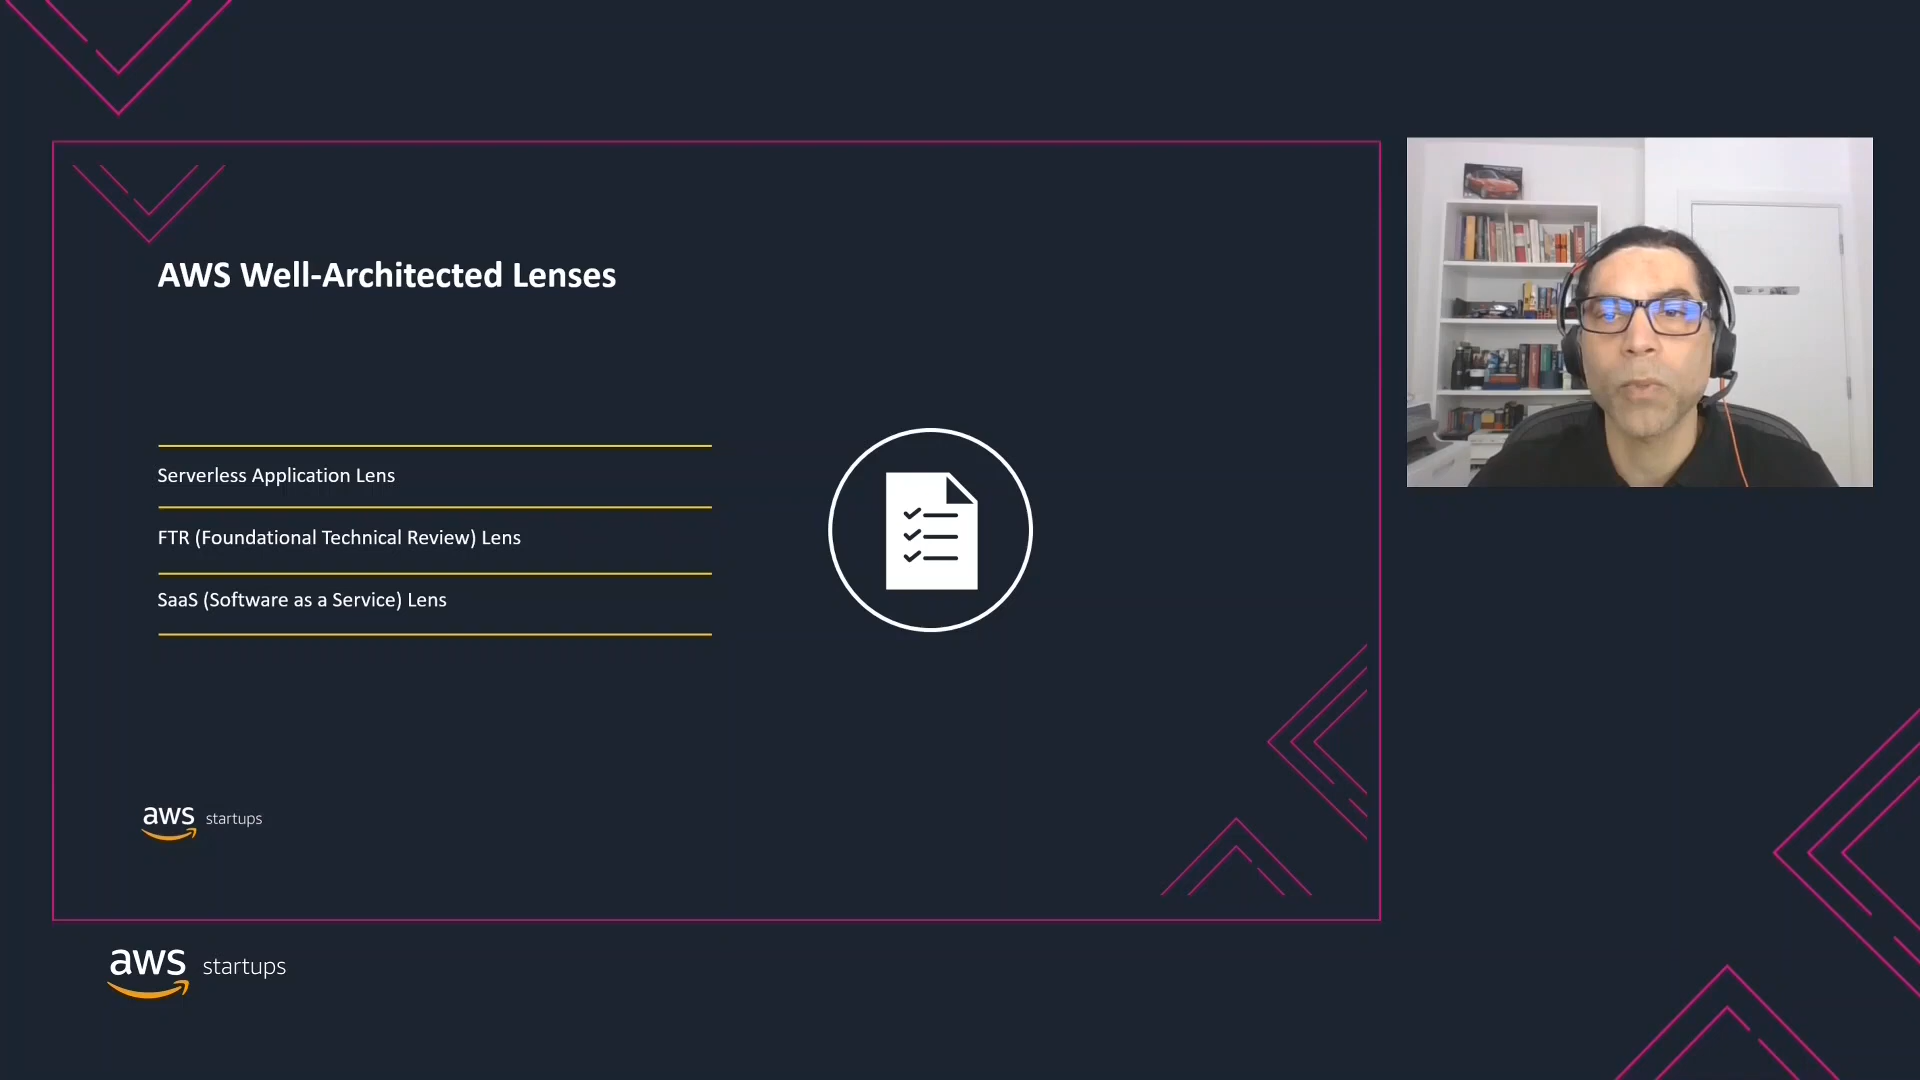 AWS Well-Architected Lenses
Serverless Application Lens
FTR (Foundational Technical Review) Lens
SaaS (Software as a Service) Lens
aws startups
aws startups